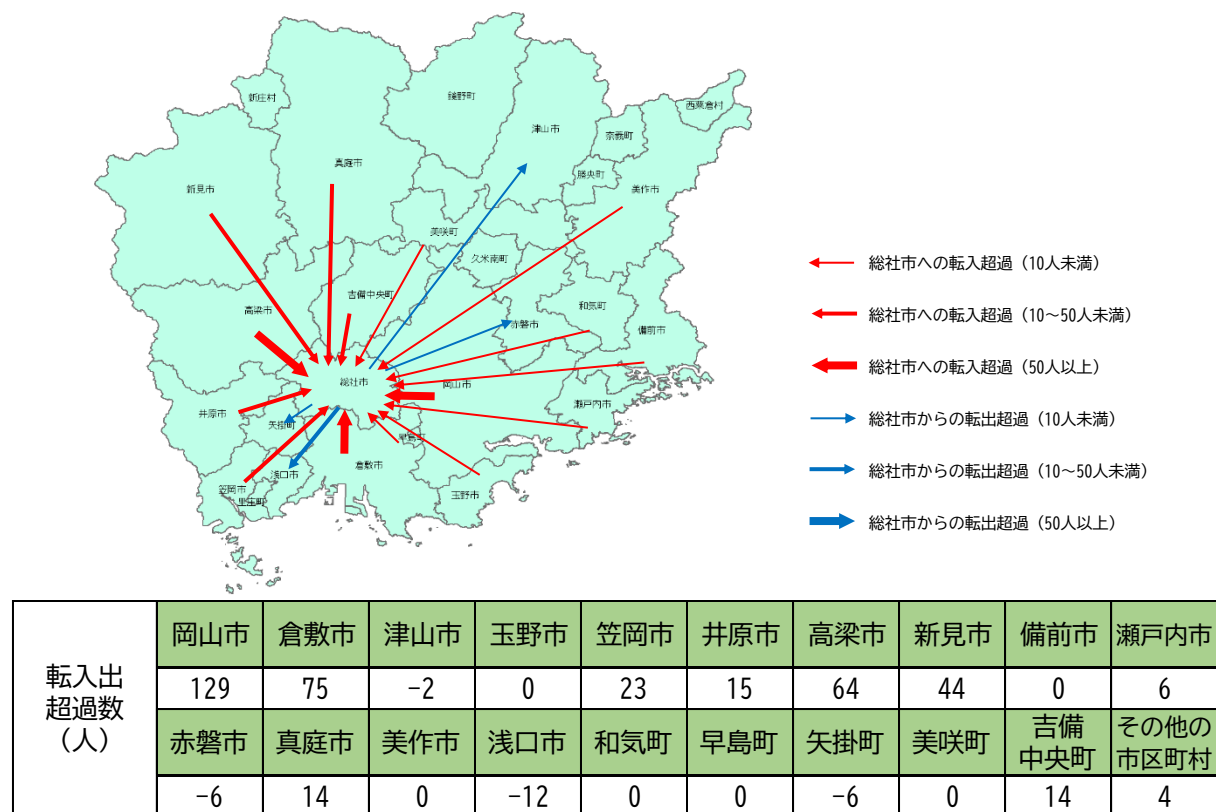 新庄村
鏡野町
西粟倉村
津山市
奈義町
真庭市
勝央町
新見市
美作市
美咲町
久米南町
吉備中央町
高梁市
和気町
赤磐市
備前市
総社市
岡山市
瀬戸内市
井原市
矢掛町
早島町
倉敷市
浅口市
笠岡市
里庄町
玉野市
総社市への転入超過（10人未満）
総社市への転入超過（10～50人未満）
総社市への転入超過（50人以上）
総社市からの転出超過（10人未満）
総社市からの転出超過（10～50人未満）
総社市からの転出超過（50人以上）
転入出
超過数
（人）
岡山市 倉敷市 津山市 玉野市 笠岡市 井原市 高梁市 新見市 備前市 瀬戸内市
129 75 -2 0 23 15 64 44 0 6
赤磐市 真庭市 美作市 浅口市 和気町 早島町 矢掛町 美咲町 吉備中央町 その他の市区町村
-6 14 0 -12 0 0 -6 0 14 4